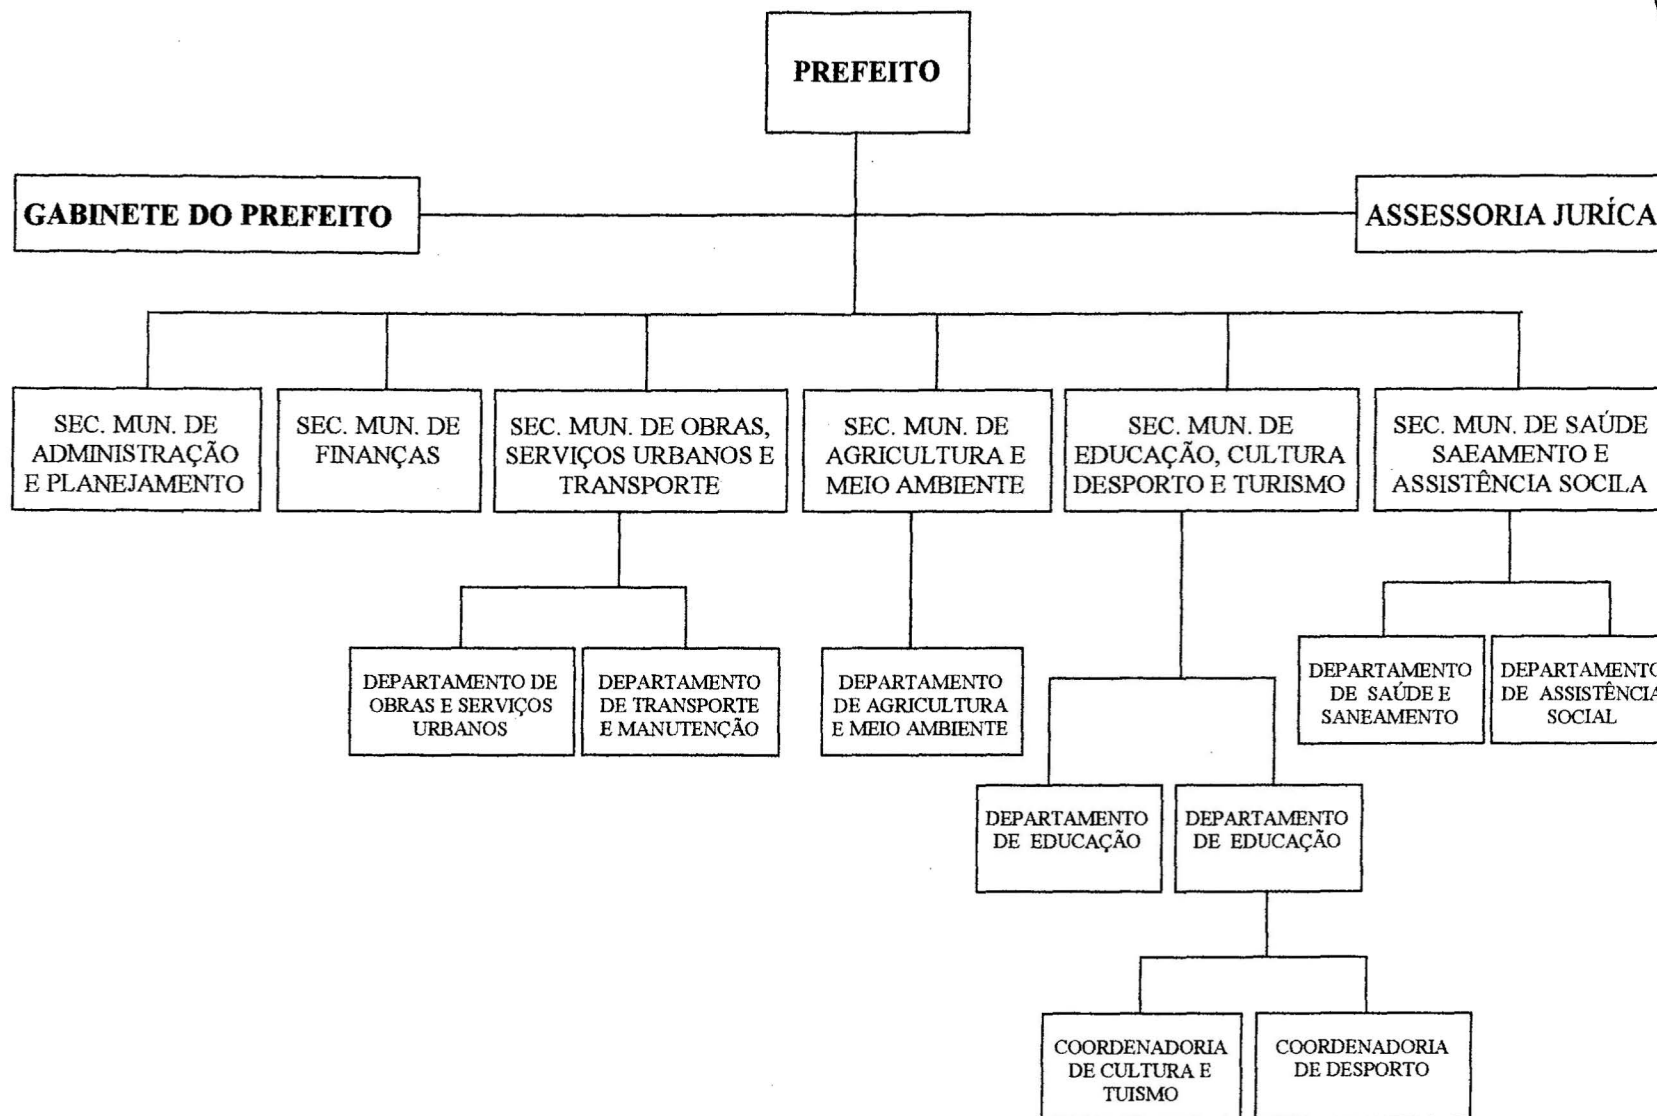 PREFEITO
GABINETE DO PREFEITO
ASSESSORIA JURÍCA
SEC. MUN. DE
ADMINISTRAÇÃO
E PLANEJAMENTO
SEC. MUN. DE
FINANÇAS
SEC. MUN. DE OBRAS,
SERVIÇOS URBANOS E
TRANSPORTE
SEC. MUN. DE
AGRICULTURA E
MEIO AMBIENTE
SEC. MUN. DE
EDUCAÇÃO, CULTURA
DESPORTO E TURISMO
SEC. MUN. DE SAÚDE
SAEAMENTO E
ASSISTÊNCIA SOCILA
DEPARTAMENTO DE
OBRAS E SERVIÇOS
URBANOS
DEPARTAMENTO
DE TRANSPORTE
E MANUTENÇÃO
DEPARTAMENTO
DE AGRICULTURA
E MEIO AMBIENTE
DEPARTAMENTO
DE SAÚDE E
SANEAMENTO
DEPARTAMENTO
DE ASSISTÊNCIA
SOCIAL
DEPARTAMENTO
DE EDUCAÇÃO
DEPARTAMENTO
DE EDUCAÇÃO
COORDENADORIA
DE CULTURA E
TUISMO
COORDENADORIA
DE DESPORTO